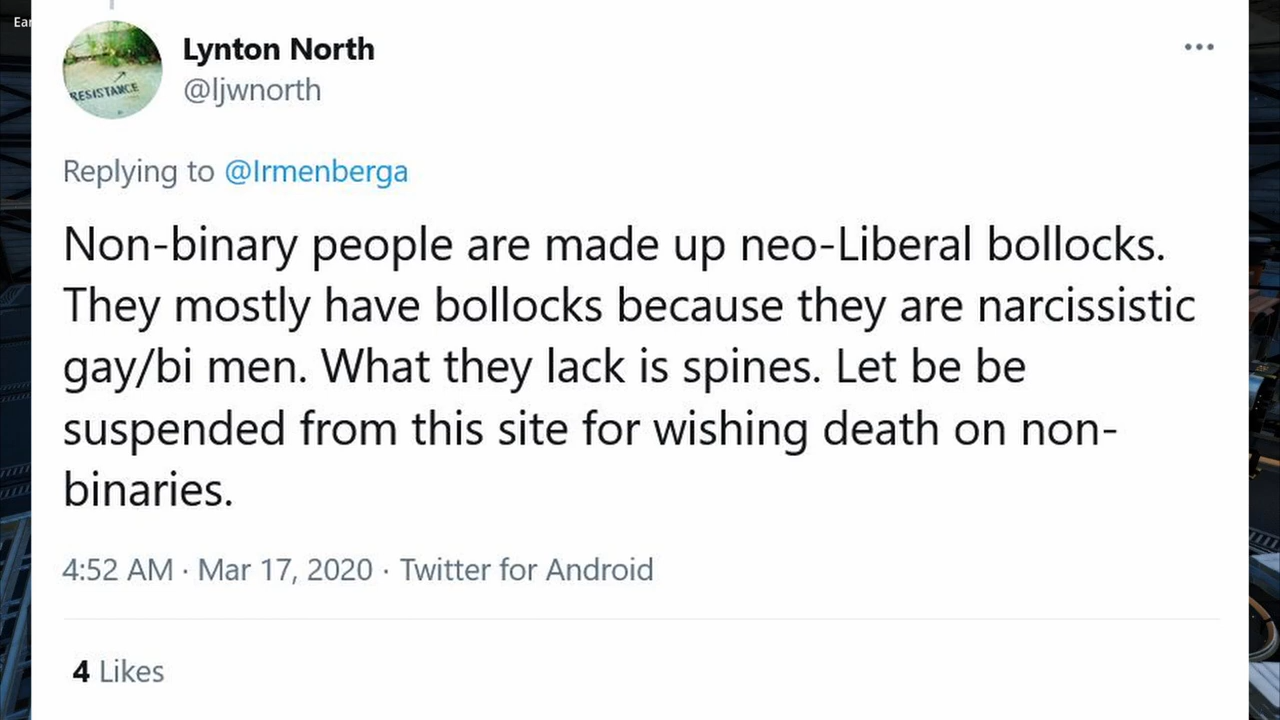 Ear
Lynton North
@ljwnorth
RESISTANCE
Replying to @Irmenberga
Non-binary people are made up neo-Liberal bollocks.
They mostly have bollocks because they are narcissistic
gay/bi men. What they lack is spines. Let be be
suspended from this site for wishing death on non-
binaries.
4:52 AM · Mar 17, 2020 · Twitter for Android
4 Likes